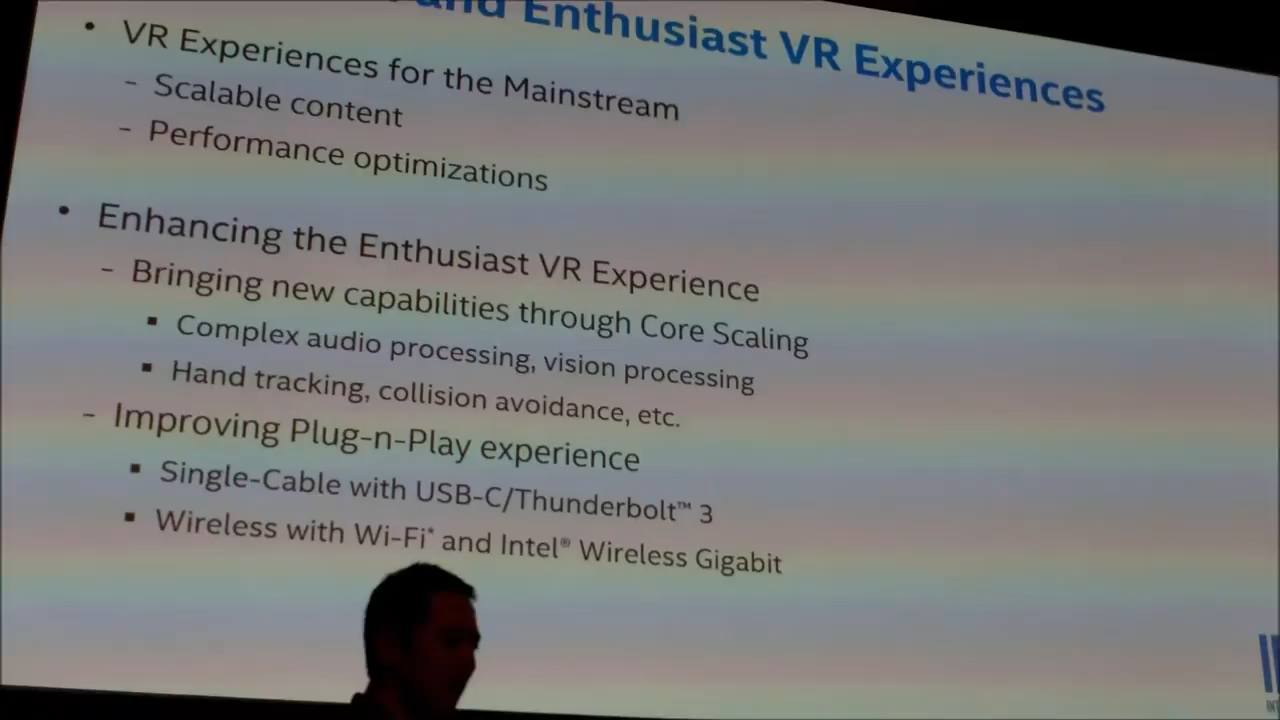 and Enthusiast VR Experiences
• VR Experiences for the Mainstream
- Scalable content
- Performance optimizations
• Enhancing the Enthusiast VR Experience
- Bringing new capabilities through Core Scaling
▪ Complex audio processing, vision processing
▪ Hand tracking, collision avoidance, etc.
- Improving Plug-n-Play experience
▪ Single-Cable with USB-C/Thunderbolt™ 3
▪ Wireless with Wi-Fi* and Intel® Wireless Gigabit